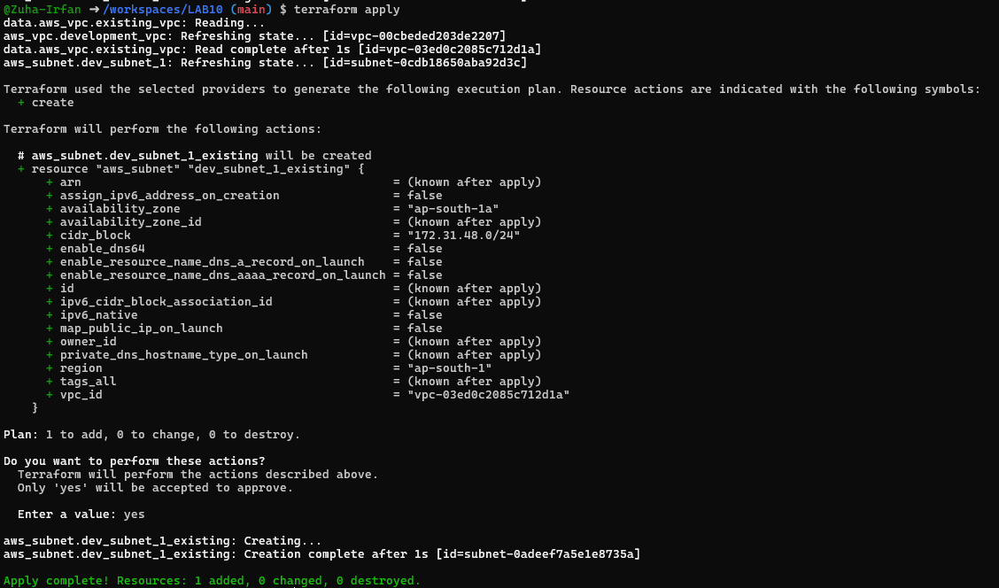 @Zuha-Irfan ➜ /workspaces/LAB10 (main) $ terraform apply
data.aws_vpc.existing_vpc: Reading...
aws_vpc.development_vpc: Refreshing state... [id=vpc-00cbeded203de2207]
data.aws_vpc.existing_vpc: Read complete after 1s [id=vpc-03ed0c2085c712d1a]
aws_subnet.dev_subnet_1: Refreshing state... [id=subnet-0cdb18650aba92d3c]

Terraform used the selected providers to generate the following execution plan. Resource actions are indicated with the following symbols:
  + create

Terraform will perform the following actions:

  # aws_subnet.dev_subnet_1_existing will be created
  + resource "aws_subnet" "dev_subnet_1_existing" {
      + arn                                            = (known after apply)
      + assign_ipv6_address_on_creation                = false
      + availability_zone                              = "ap-south-1a"
      + availability_zone_id                           = (known after apply)
      + cidr_block                                     = "172.31.48.0/24"
      + enable_dns64                                   = false
      + enable_resource_name_dns_a_record_on_launch    = false
      + enable_resource_name_dns_aaaa_record_on_launch = false
      + id                                             = (known after apply)
      + ipv6_cidr_block_association_id                 = (known after apply)
      + ipv6_native                                    = false
      + map_public_ip_on_launch                        = false
      + owner_id                                       = (known after apply)
      + private_dns_hostname_type_on_launch            = (known after apply)
      + region                                         = "ap-south-1"
      + tags_all                                       = (known after apply)
      + vpc_id                                         = "vpc-03ed0c2085c712d1a"
    }

Plan: 1 to add, 0 to change, 0 to destroy.

Do you want to perform these actions?
  Terraform will perform the actions described above.
  Only 'yes' will be accepted to approve.

  Enter a value: yes

aws_subnet.dev_subnet_1_existing: Creating...
aws_subnet.dev_subnet_1_existing: Creation complete after 1s [id=subnet-0adeef7a5e1e8735a]

Apply complete! Resources: 1 added, 0 changed, 0 destroyed.